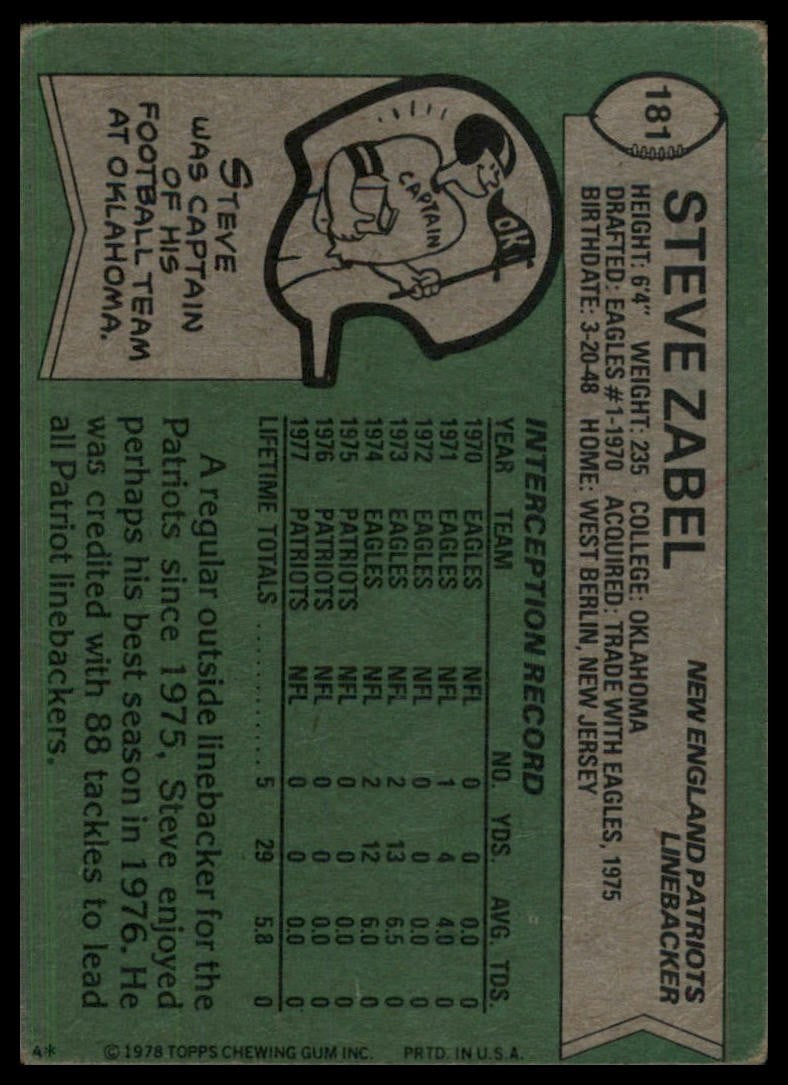 181
STEVE ZABEL
NEW ENGLAND PATRIOTS
LINEBACKER
HEIGHT: 6'4" WEIGHT: 235 COLLEGE: OKLAHOMA
DRAFTED: EAGLES #1-1970 ACQUIRED: TRADE WITH EAGLES, 1975
BIRTHDATE: 3-20-48 HOME: WEST BERLIN, NEW JERSEY
OK
CAPTAIN
STEVE
WAS CAPTAIN
OF HIS
FOOTBALL TEAM
AT OKLAHOMA.
INTERCEPTION RECORD
YEAR TEAM NO. YDS. AVG. TDS.
1970 EAGLES NFL 0 0 0.0 0
1971 EAGLES NFL 1 4 4.0 0
1972 EAGLES NFL 0 0 0.0 0
1973 EAGLES NFL 2 13 6.5 0
1974 EAGLES NFL 2 12 6.0 0
1975 PATRIOTS NFL 0 0 0.0 0
1976 PATRIOTS NFL 0 0 0.0 0
1977 PATRIOTS NFL 0 0 0.0 0
LIFETIME TOTALS .............. 5 29 5.8 0
A regular outside linebacker for the
Patriots since 1975, Steve enjoyed
perhaps his best season in 1976. He
was credited with 88 tackles to lead
all Patriot linebackers.
A* © 1978 TOPPS CHEWING GUM INC. PRTD. IN U.S.A.